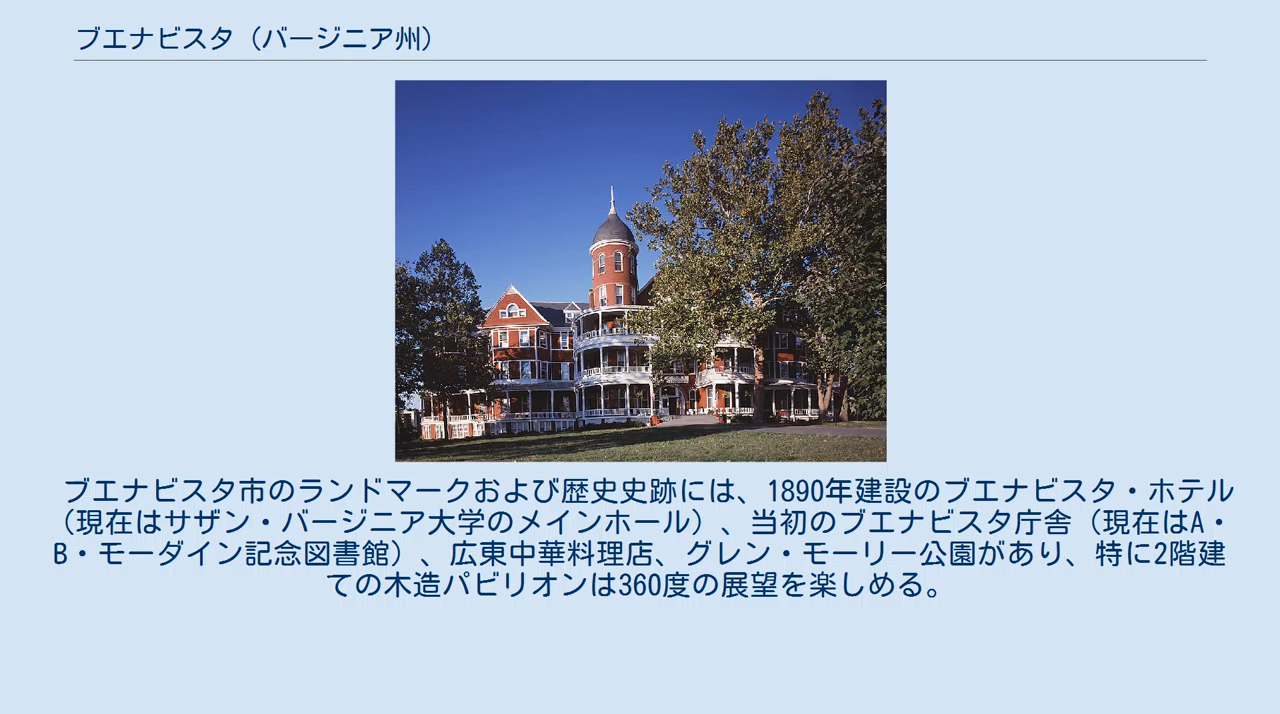 ブエナビスタ（バージニア州）
ブエナビスタ市のランドマークおよび歴史史跡には、1890年建設のブエナビスタ・ホテル
（現在はサザン・バージニア大学のメインホール）、当初のブエナビスタ庁舎（現在はA・
B・モーダイン記念図書館）、広東中華料理店、グレン・モーリー公園があり、特に2階建
ての木造パビリオンは360度の展望を楽しめる。